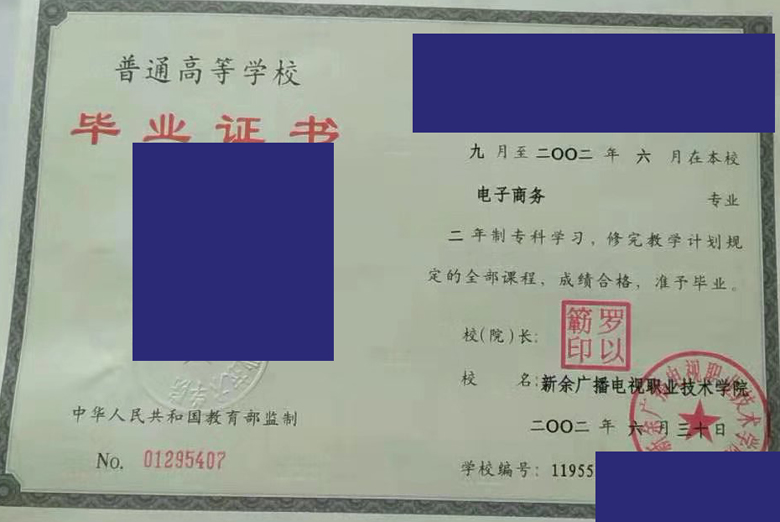 普通高等学校
毕业证书
中华人民共和国教育部监制
No. 01295407
九 月至 二〇〇二 年 六 月在本校
电子商务 专业
二 年制专科学习，修完教学计划规
定的全部课程，成绩合格，准予毕业。
校(院)长：
罗以
簕印
校 名：新余广播电视职业技术学院
二〇〇二 年 六 月 三十 日
学校编号：11955